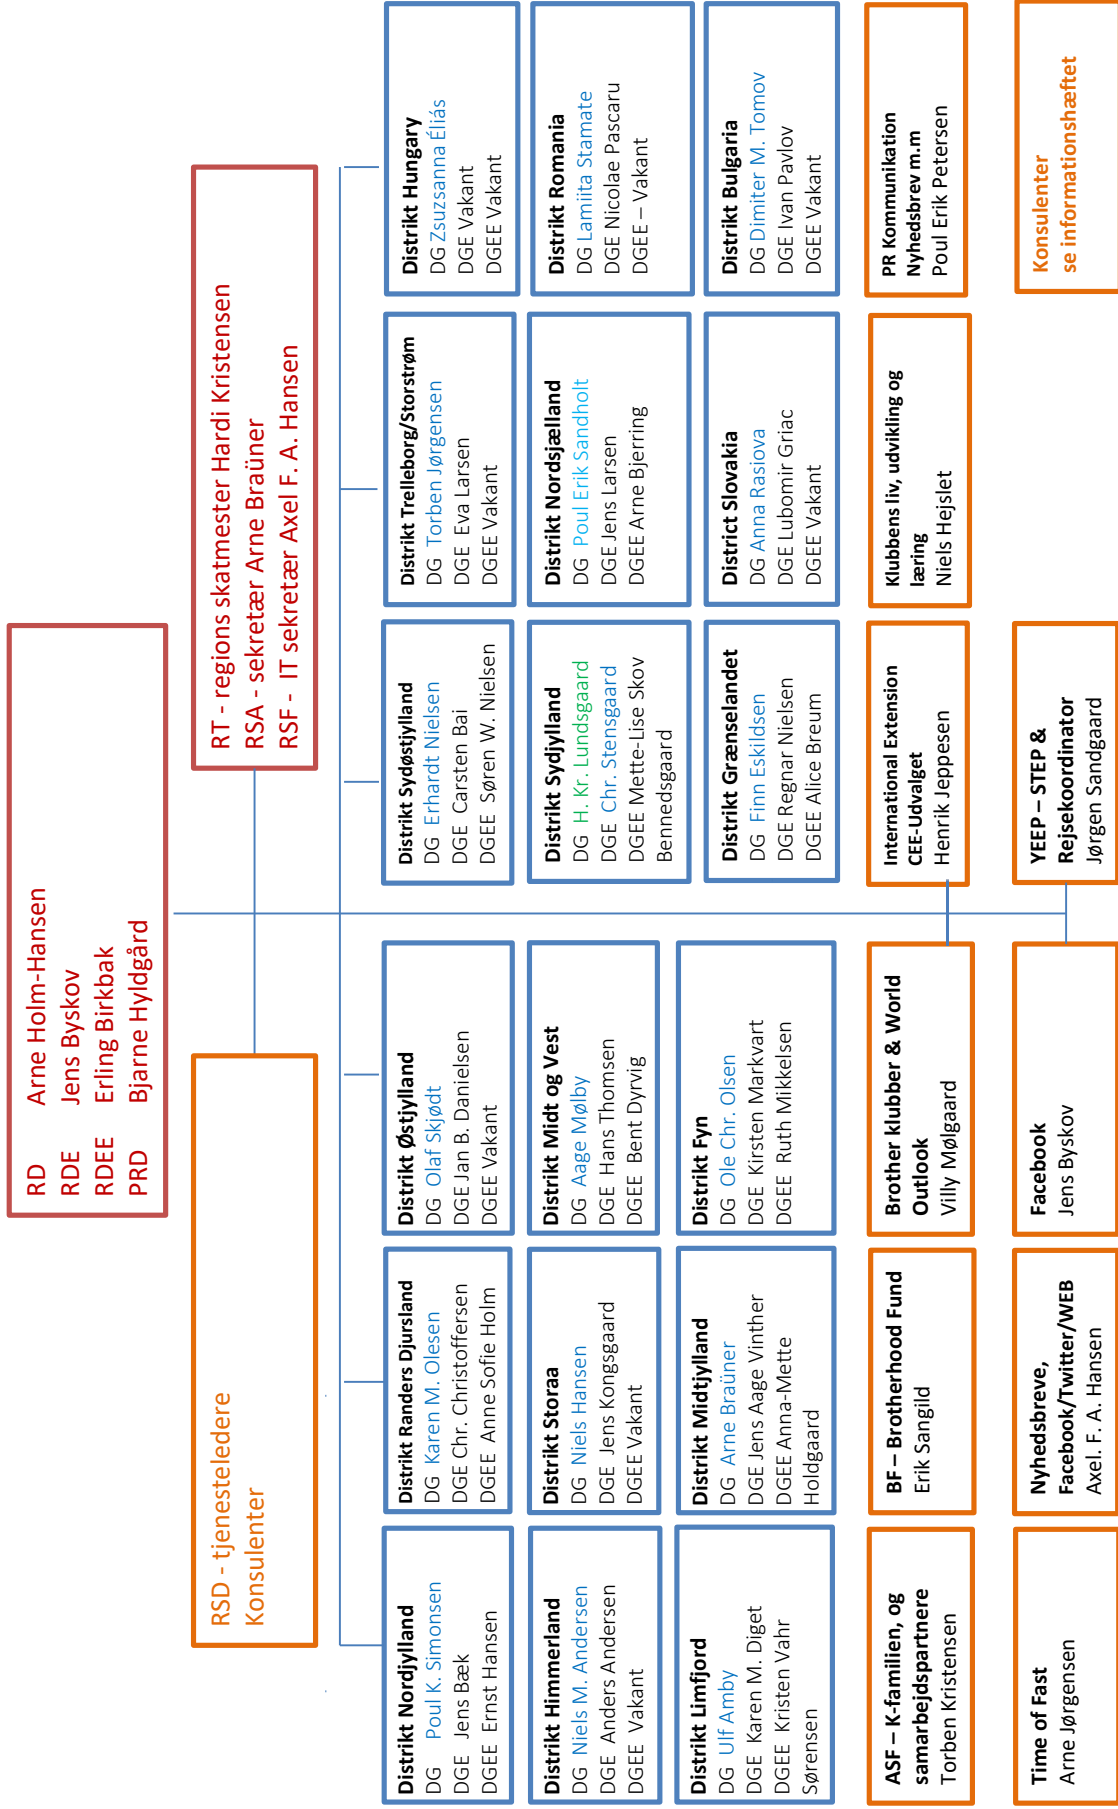 RD Arne Holm-Hansen
RDE Jens Byskov
RDEE Erling Birkbak
PRD Bjarne Hyldgård
RSD - tjenesteledere
Konsulenter
RT - regions skatmester Hardi Kristensen
RSA - sekretær Arne Braüner
RSF - IT sekretær Axel F. A. Hansen
Distrikt Nordjylland
DG Poul K. Simonsen
DGE Jens Bæk
DGEE Ernst Hansen
Distrikt Randers Djursland
DG Karen M. Olesen
DGE Chr. Christoffersen
DGEE Anne Sofie Holm
Distrikt Østjylland
DG Olaf Skjødt
DGE Jan B. Danielsen
DGEE Vakant
Distrikt Sydøstjylland
DG Erhardt Nielsen
DGE Carsten Bai
DGEE Søren W. Nielsen
Distrikt Trelleborg/Storstrøm
DG Torben Jørgensen
DGE Eva Larsen
DGEE Vakant
Distrikt Hungary
DG Zsuzsanna Éliás
DGE Vakant
DGEE Vakant
Distrikt Himmerland
DG Niels M. Andersen
DGE Anders Andersen
DGEE Vakant
Distrikt Storaa
DG Niels Hansen
DGE Jens Kongsgaard
DGEE Vakant
Distrikt Midt og Vest
DG Aage Mølby
DGE Hans Thomsen
DGEE Bent Dyrvig
Distrikt Sydjylland
DG H. Kr. Lundsgaard
DGE Chr. Stensgaard
DGEE Mette-Lise Skov
Bennedsgaard
Distrikt Nordsjælland
DG Poul Erik Sandholt
DGE Jens Larsen
DGEE Arne Bjerring
Distrikt Romania
DG Lamiita Stamate
DGE Nicolae Pascaru
DGEE – Vakant
Distrikt Limfjord
DG Ulf Amby
DGE Karen M. Diget
DGEE Kristen Vahr
Sørensen
Distrikt Midtjylland
DG Arne Braüner
DGE Jens Aage Vinther
DGEE Anna-Mette
Holdgaard
Distrikt Fyn
DG Ole Chr. Olsen
DGE Kirsten Markvart
DGEE Ruth Mikkelsen
Distrikt Grænselandet
DG Finn Eskildsen
DGE Regnar Nielsen
DGEE Alice Breum
District Slovakia
DG Anna Rasiova
DGE Lubomir Griac
DGEE Vakant
Distrikt Bulgaria
DG Dimiter M. Tomov
DGE Ivan Pavlov
DGEE Vakant
ASF – K-familien, og
samarbejdspartnere
Torben Kristensen
BF – Brotherhood Fund
Erik Sangild
Brother klubber & World
Outlook
Villy Mølgaard
International Extension
CEE-Udvalget
Henrik Jeppesen
Klubbens liv, udvikling og
læring
Niels Hejslet
PR Kommunikation
Nyhedsbrev m.m
Poul Erik Petersen
Time of Fast
Arne Jørgensen
Nyhedsbreve,
Facebook/Twitter/WEB
Axel. F. A. Hansen
Facebook
Jens Byskov
YEEP – STEP &
Rejsekoordinator
Jørgen Sandgaard
Konsulenter
se informationshæftet